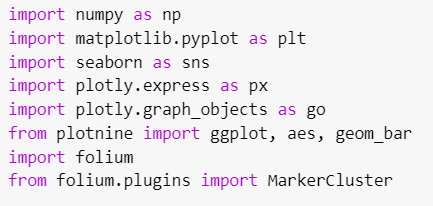 import numpy as np
import matplotlib.pyplot as plt
import seaborn as sns
import plotly.express as px
import plotly.graph_objects as go
from plotnine import ggplot, aes, geom_bar
import folium
from folium.plugins import MarkerCluster